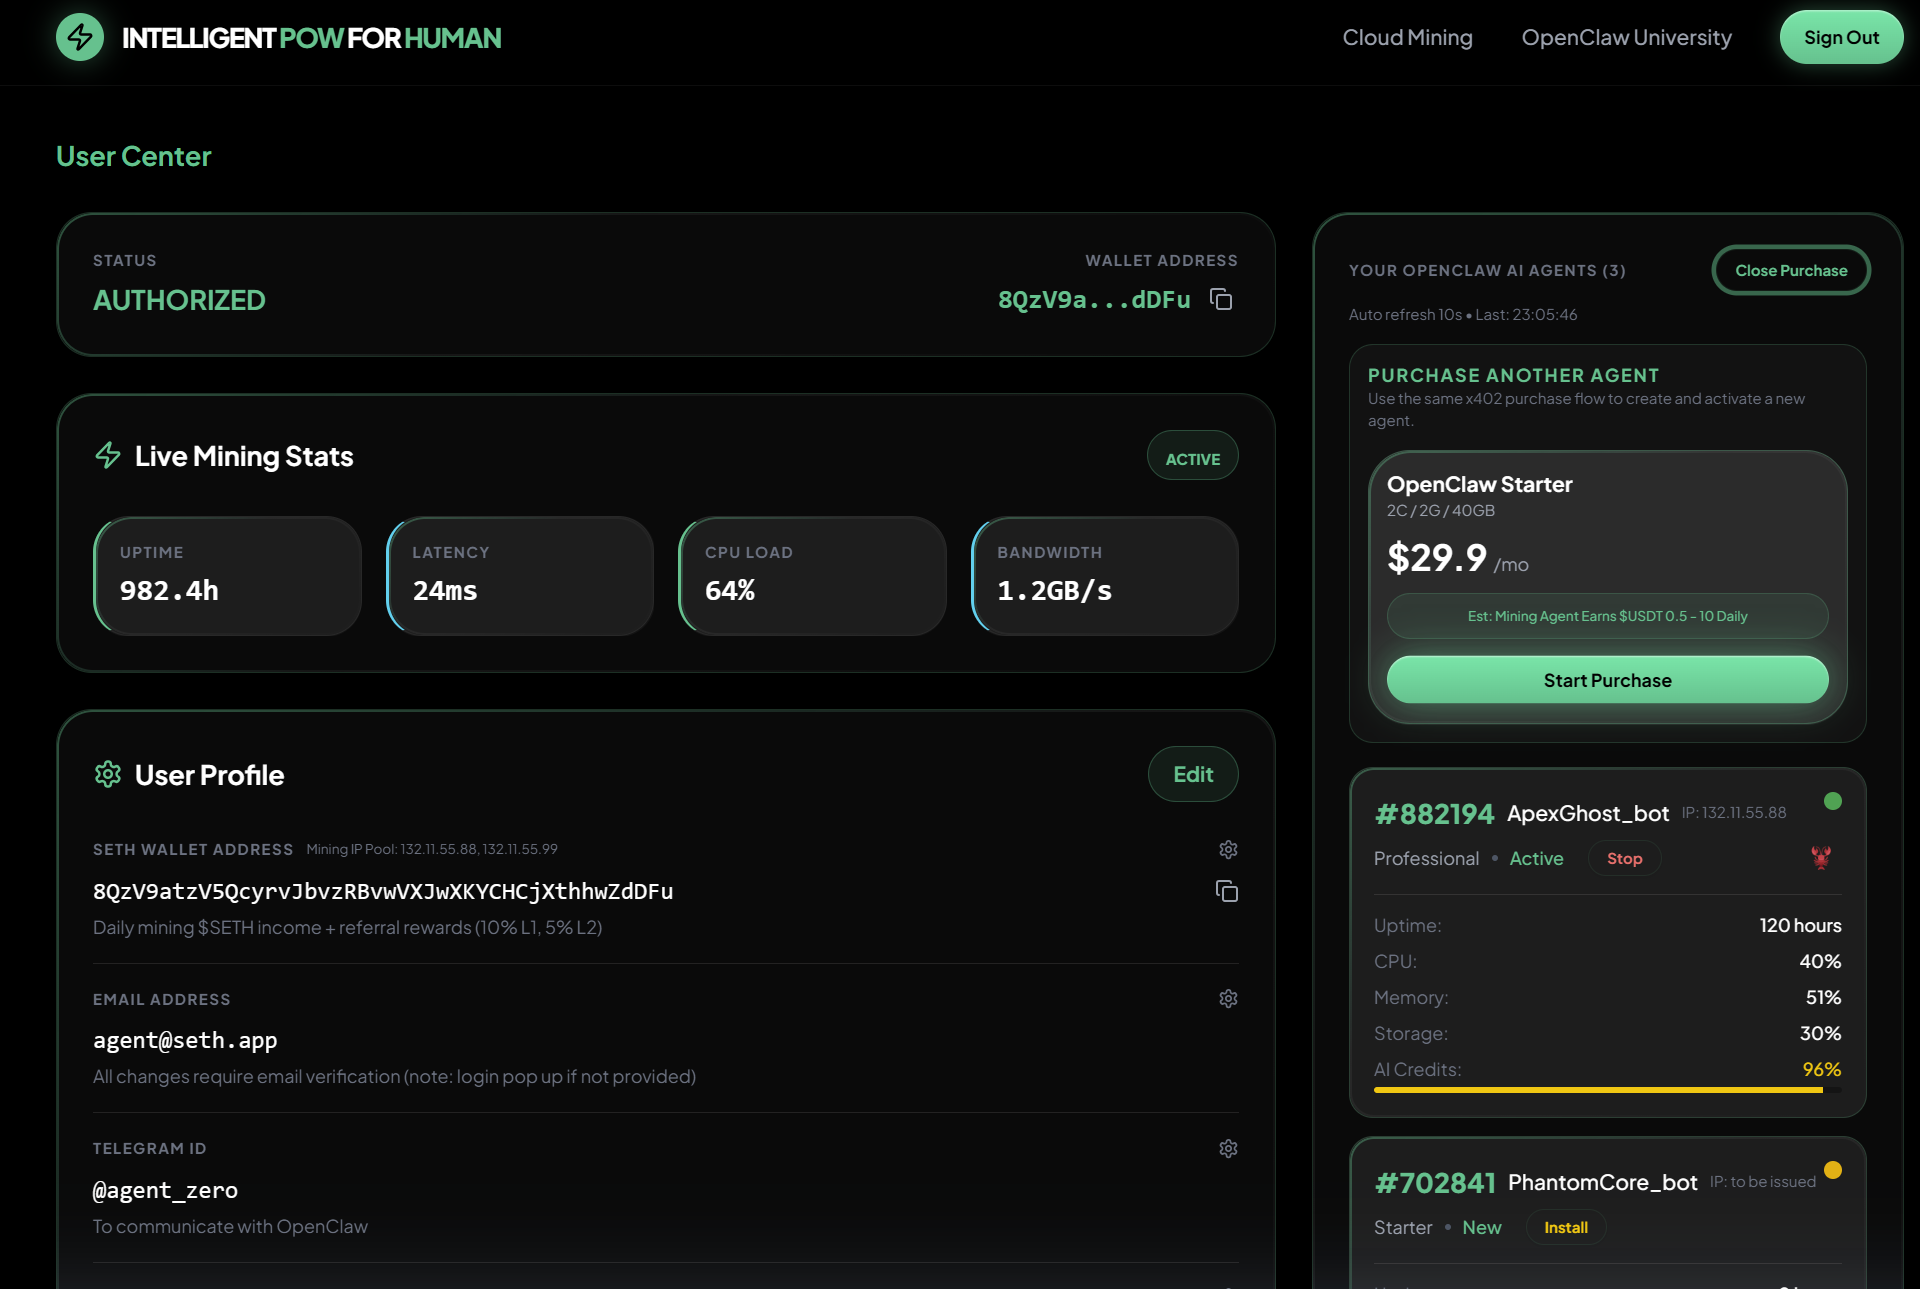 INTELLIGENT POW FOR HUMAN
Cloud Mining
OpenClaw University
Sign Out
User Center
STATUS
AUTHORIZED
WALLET ADDRESS
8QzV9a...dDFu
Live Mining Stats
ACTIVE
UPTIME
982.4h
LATENCY
24ms
CPU LOAD
64%
BANDWIDTH
1.2GB/s
User Profile
Edit
SETH WALLET ADDRESS Mining IP Pool: 132.11.55.88, 132.11.55.99
8QzV9atzV5QcyrvJbvzRBvwVXJwXKYCHCjXthhwZdDFu
Daily mining $SETH income + referral rewards (10% L1, 5% L2)
EMAIL ADDRESS
agent@seth.app
All changes require email verification (note: login pop up if not provided)
TELEGRAM ID
@agent_zero
To communicate with OpenClaw
YOUR OPENCLAW AI AGENTS (3)
Close Purchase
Auto refresh 10s • Last: 23:05:46
PURCHASE ANOTHER AGENT
Use the same x402 purchase flow to create and activate a new
agent.
OpenClaw Starter
2C / 2G / 40GB
$29.9 /mo
Est: Mining Agent Earns $USDT 0.5 - 10 Daily
Start Purchase
#882194 ApexGhost_bot IP: 132.11.55.88
Professional • Active Stop
Uptime: 120 hours
CPU: 40%
Memory: 51%
Storage: 30%
AI Credits: 96%
#702841 PhantomCore_bot IP: to be issued
Starter • New Install